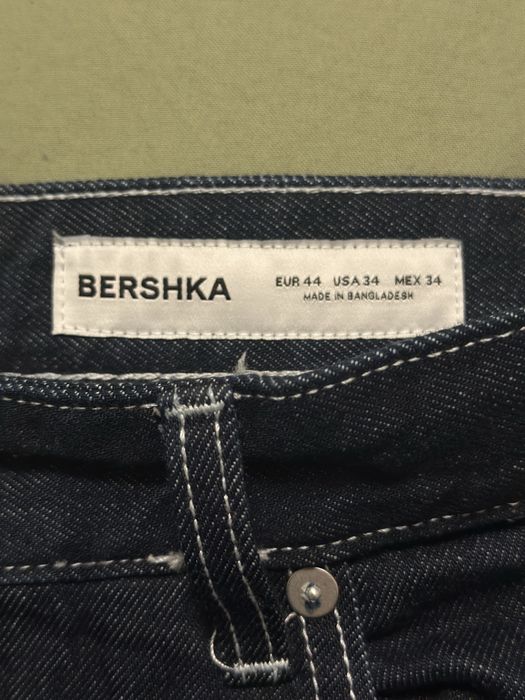 BERSHKA
EUR 44 USA 34 MEX 34
MADE IN BANGLADESH